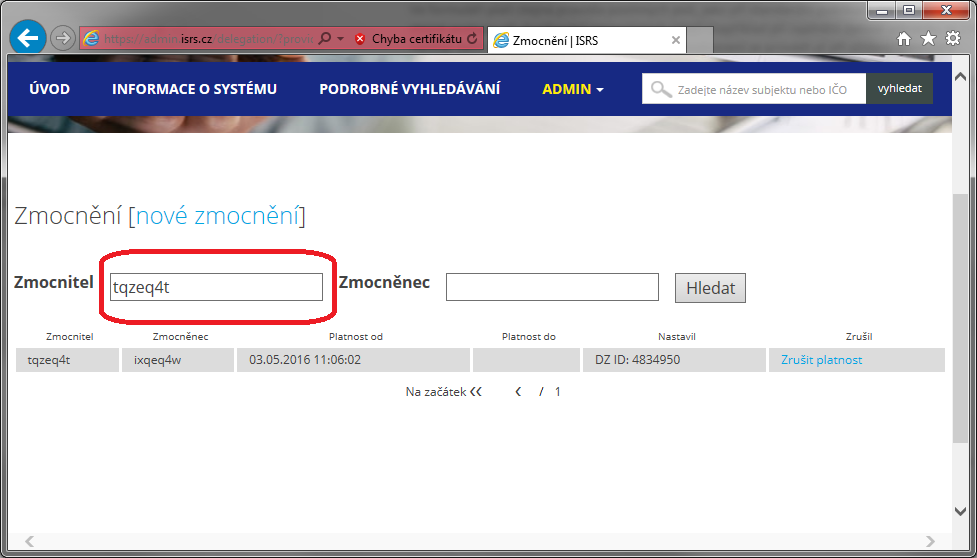 https://admin.isrs.cz/delegation/?provi
Chyba certifikátu
Zmocnění | ISRS
ÚVOD
INFORMACE O SYSTÉMU
PODROBNÉ VYHLEDÁVÁNÍ
ADMIN
Zadejte název subjektu nebo IČO
vyhledat
Zmocnění [nové zmocnění]
Zmocnitel tqzeq4t Zmocněnec Hledat
Zmocnitel Zmocněnec Platnost od Platnost do Nastavil Zrušil
tqzeq4t ixqeq4w 03.05.2016 11:06:02 DZ ID: 4834950 Zrušit platnost
Na začátek ‹‹ ‹ / 1